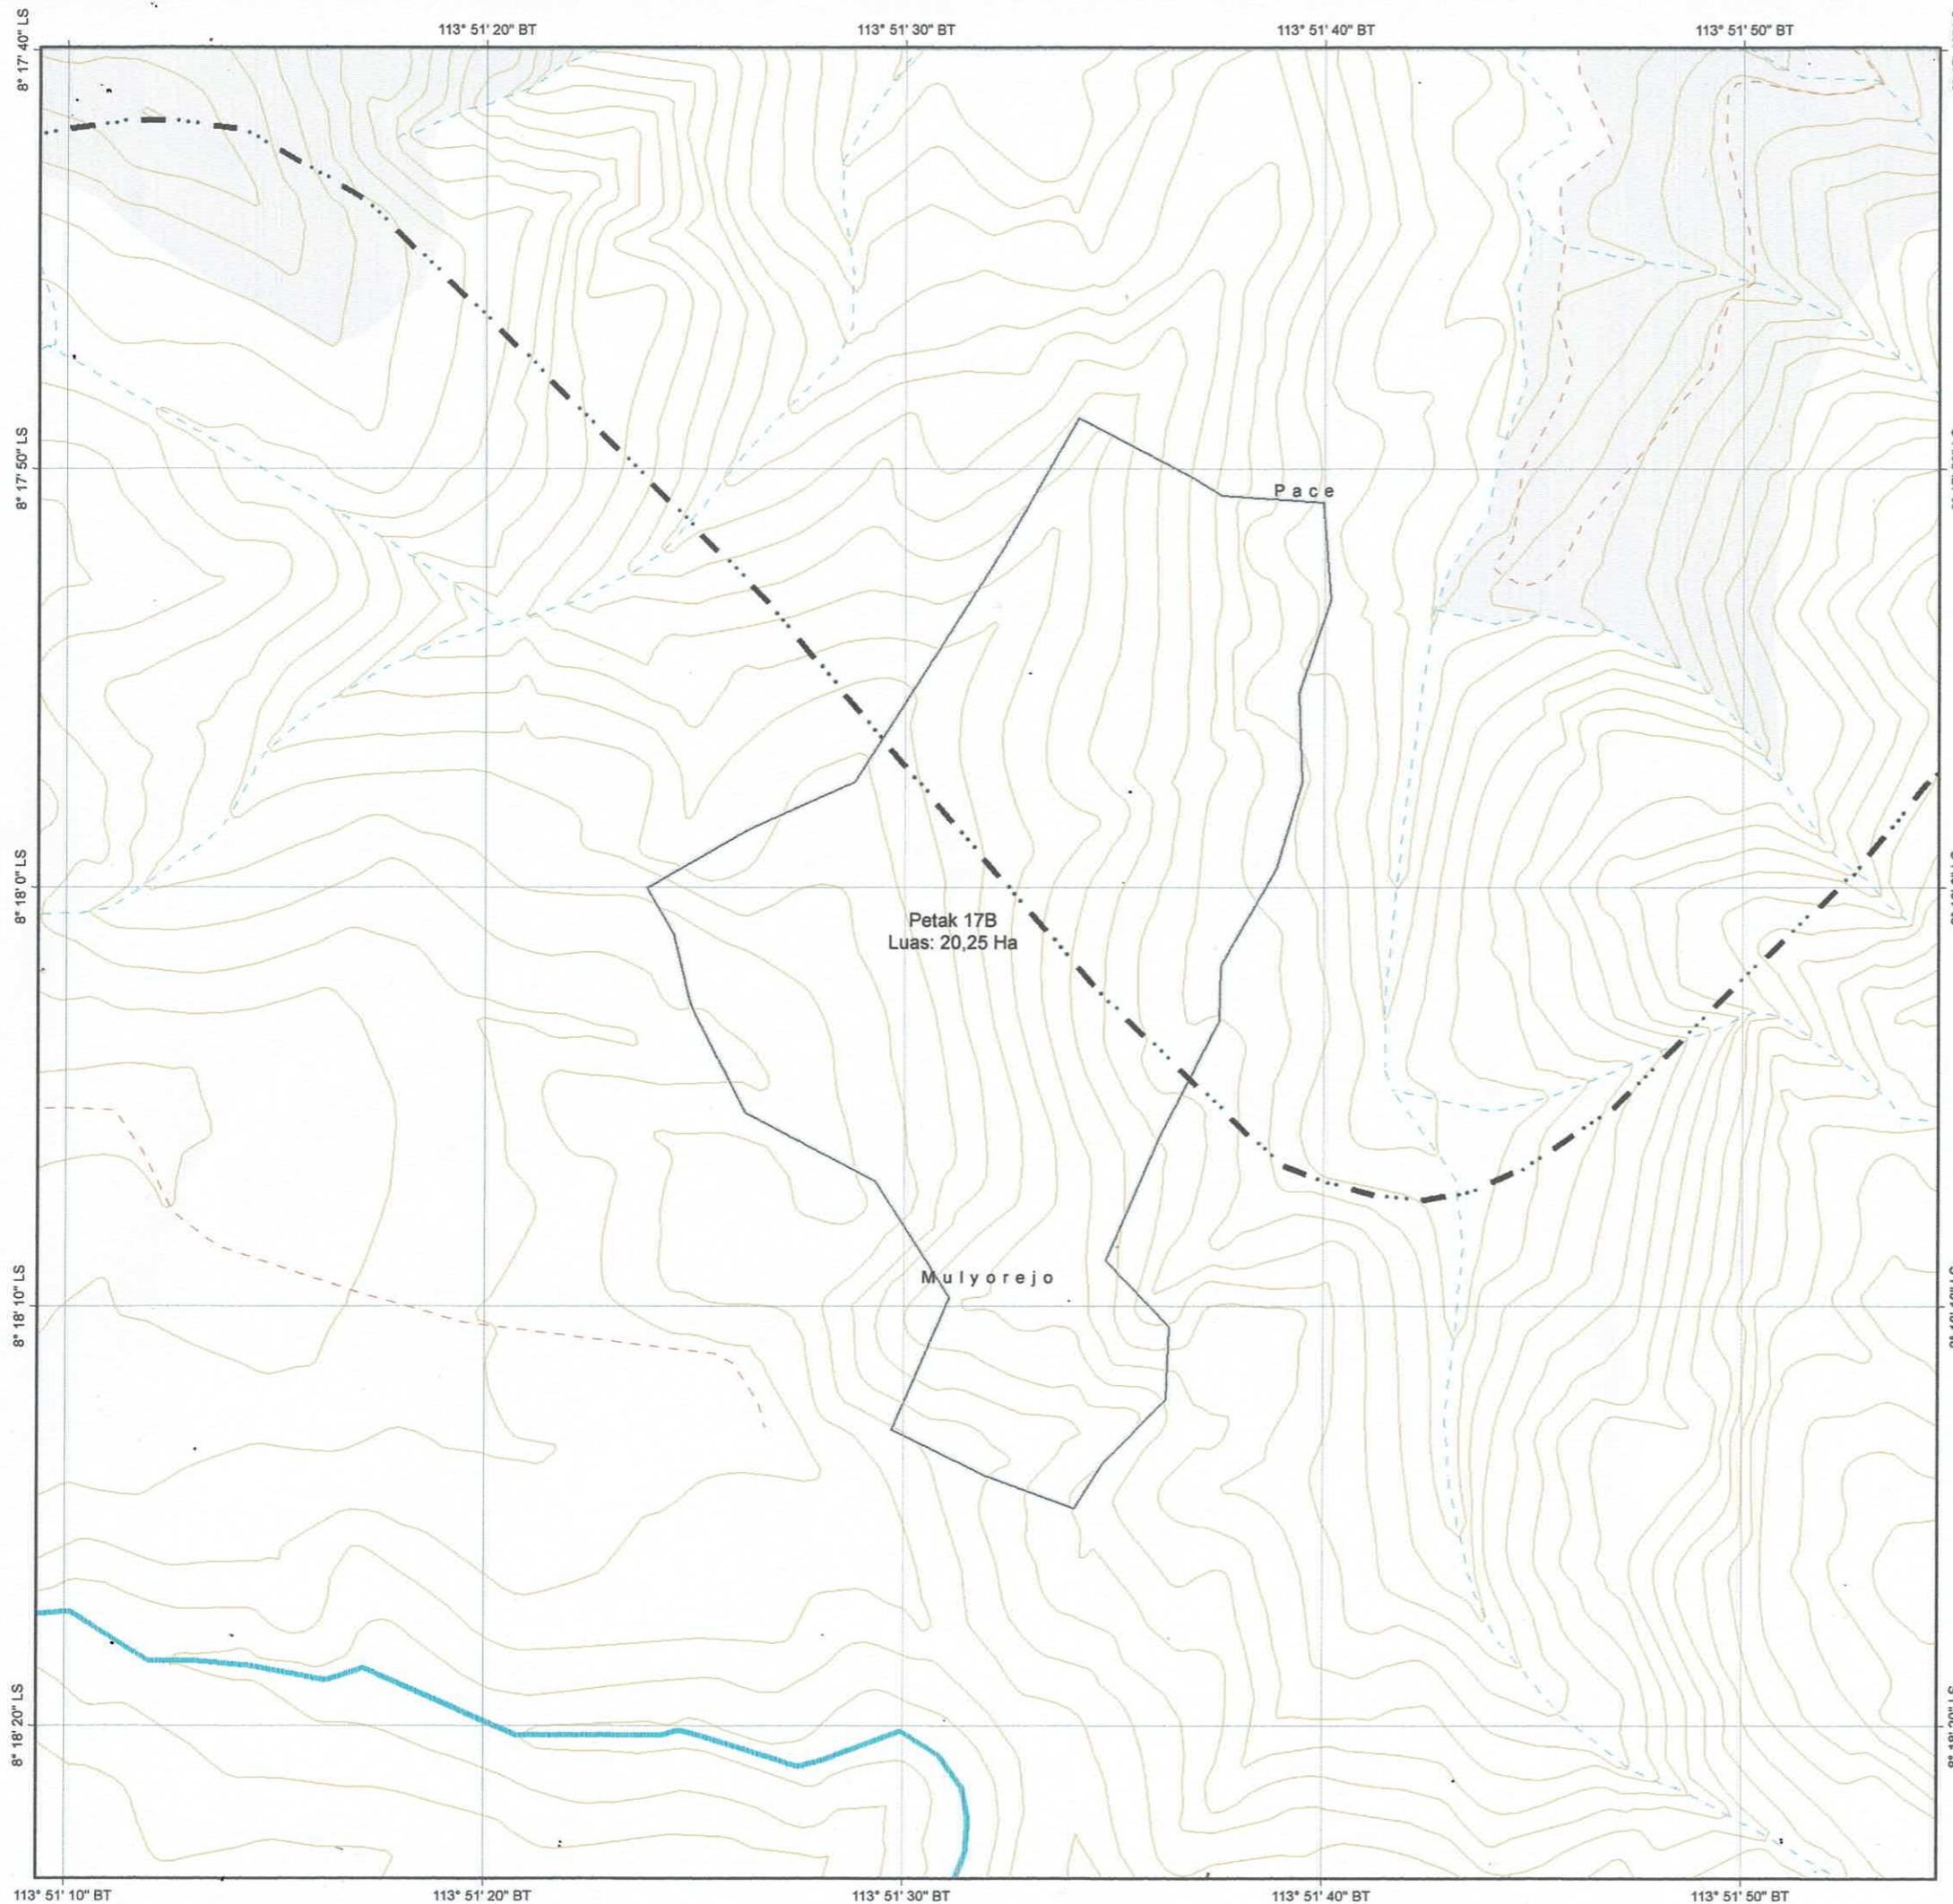 113° 51' 20" BT
113° 51' 30" BT
113° 51' 40" BT
113° 51' 50" BT
8° 17' 40" LS
8° 17' 50" LS
Pace
8° 18' 0" LS
Petak 17B
Luas: 20,25 Ha
Mulyorejo
8° 18' 10" LS
8° 18' 20" LS
113° 51' 10" BT
113° 51' 20" BT
113° 51' 30" BT
113° 51' 40" BT
113° 51' 50" BT